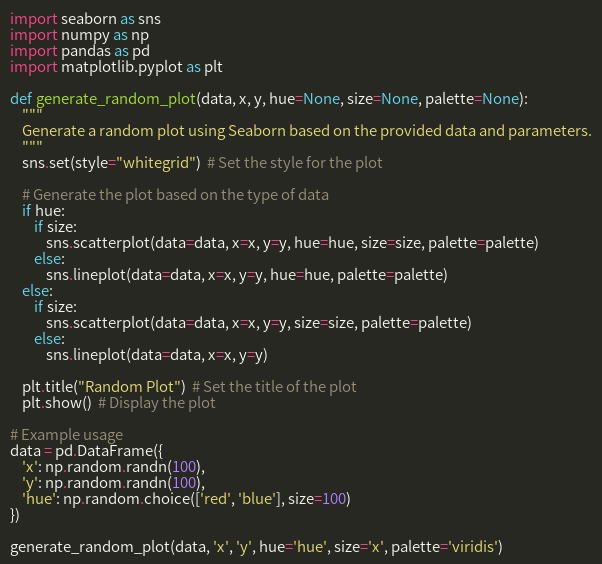 import seaborn as sns
import numpy as np
import pandas as pd
import matplotlib.pyplot as plt

def generate_random_plot(data, x, y, hue=None, size=None, palette=None):
    """
    Generate a random plot using Seaborn based on the provided data and parameters.
    """
    sns.set(style="whitegrid")  # Set the style for the plot

    # Generate the plot based on the type of data
    if hue:
        if size:
            sns.scatterplot(data=data, x=x, y=y, hue=hue, size=size, palette=palette)
        else:
            sns.lineplot(data=data, x=x, y=y, hue=hue, palette=palette)
    else:
        if size:
            sns.scatterplot(data=data, x=x, y=y, size=size, palette=palette)
        else:
            sns.lineplot(data=data, x=x, y=y)

    plt.title("Random Plot")  # Set the title of the plot
    plt.show()  # Display the plot

# Example usage
data = pd.DataFrame({
    'x': np.random.randn(100),
    'y': np.random.randn(100),
    'hue': np.random.choice(['red', 'blue'], size=100)
})

generate_random_plot(data, 'x', 'y', hue='hue', size='x', palette='viridis')